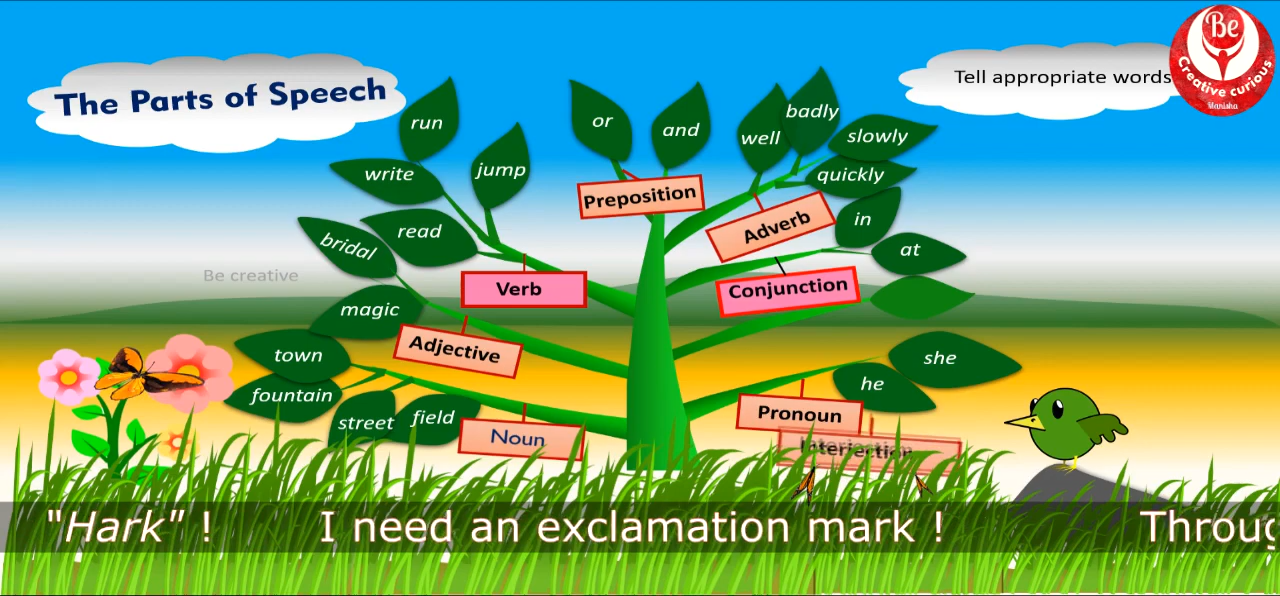 The Parts of Speech
Tell appropriate words
Be
Creative curious
Manisha
run
or
and
well
badly
slowly
write
jump
quickly
Preposition
in
Adverb
bridal
read
at
Be creative
Verb
Conjunction
magic
Adjective
town
she
fountain
he
street
field
Noun
Pronoun
Interjection
"Hark" ! I need an exclamation mark ! Throug